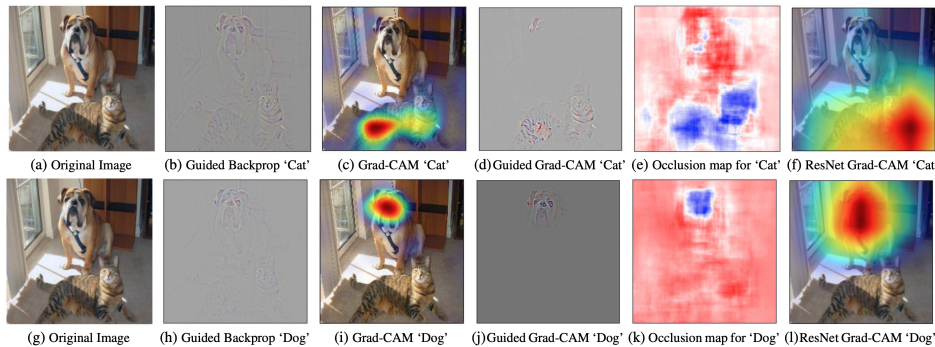 (a) Original Image (b) Guided Backprop ‘Cat’ (c) Grad-CAM ‘Cat’ (d) Guided Grad-CAM ‘Cat’ (e) Occlusion map for ‘Cat’ (f) ResNet Grad-CAM ‘Cat
(g) Original Image (h) Guided Backprop ‘Dog’ (i) Grad-CAM ‘Dog’ (j) Guided Grad-CAM ‘Dog’ (k) Occlusion map for ‘Dog’ (l) ResNet Grad-CAM ‘Dog’